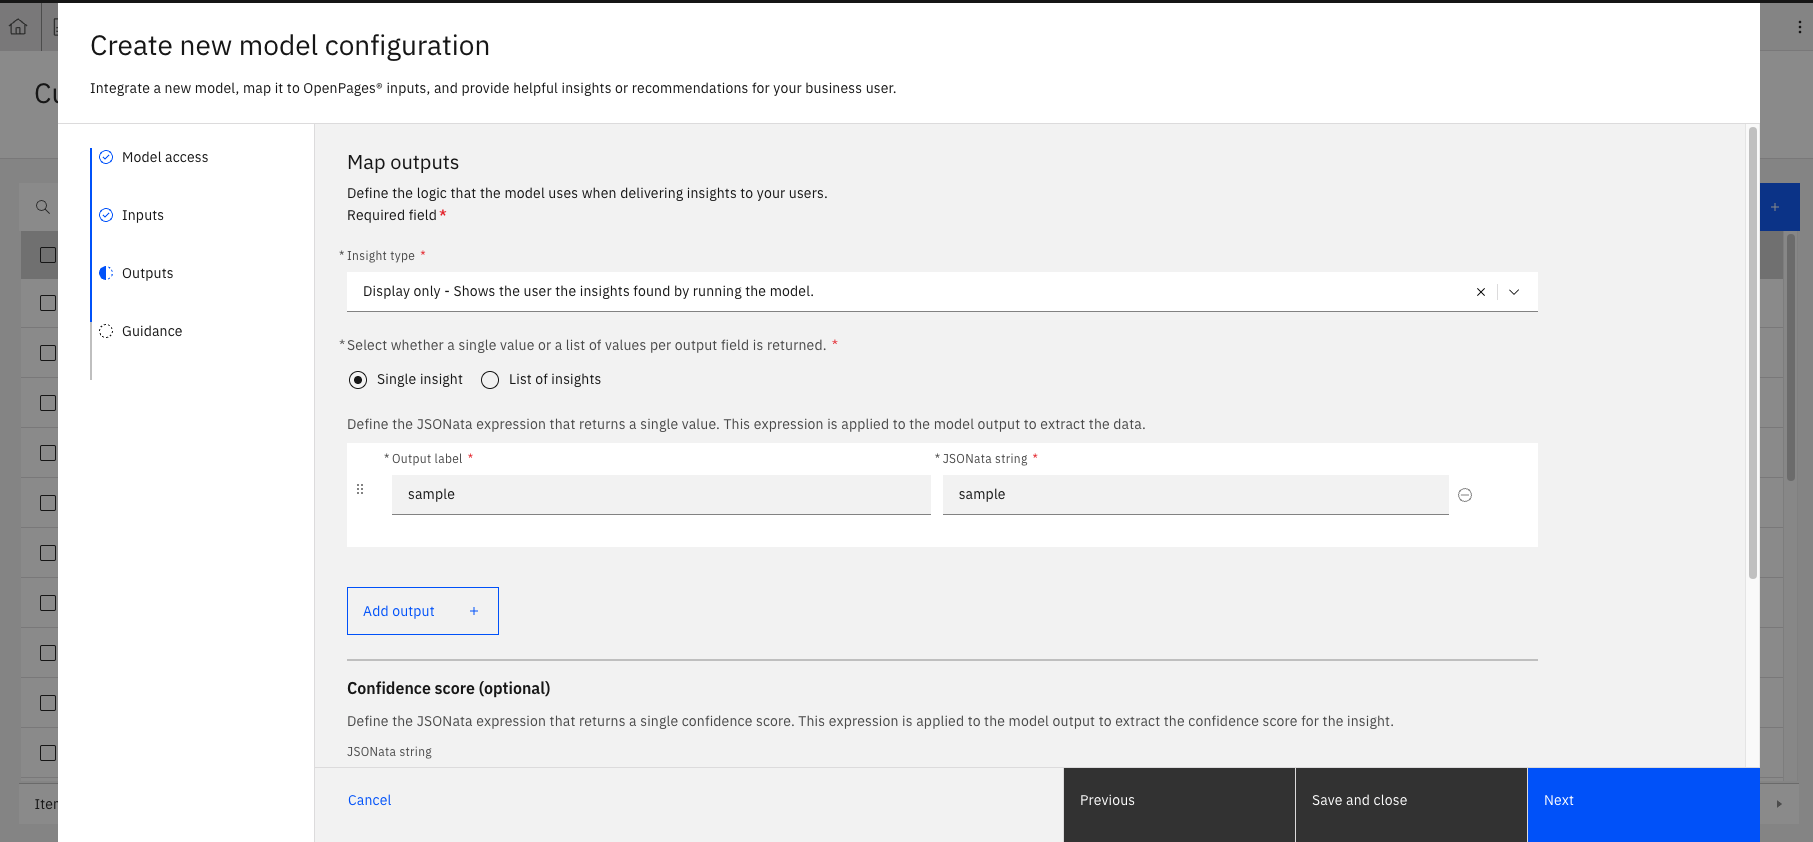 Create new model configuration
Integrate a new model, map it to OpenPages® inputs, and provide helpful insights or recommendations for your business user.
Cu
Model access
Inputs
Outputs
Guidance
Map outputs
Define the logic that the model uses when delivering insights to your users.
Required field *
* Insight type *
Display only - Shows the user the insights found by running the model.
* Select whether a single value or a list of values per output field is returned. *
Single insight List of insights
Define the JSONata expression that returns a single value. This expression is applied to the model output to extract the data.
* Output label * * JSONata string *
sample sample
Add output +
Confidence score (optional)
Define the JSONata expression that returns a single confidence score. This expression is applied to the model output to extract the confidence score for the insight.
JSONata string
Iter
Cancel Previous Save and close Next